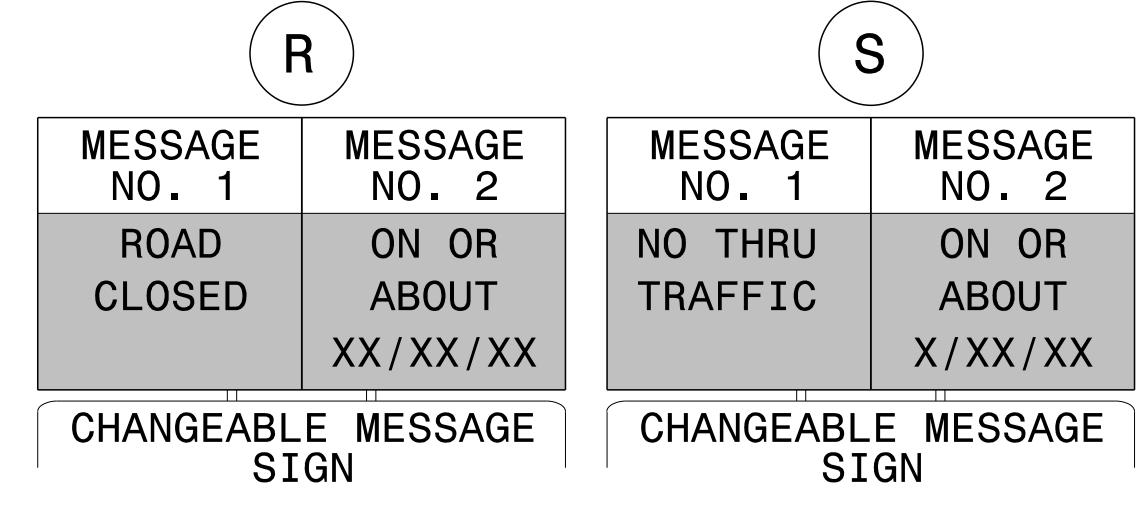 R
MESSAGE NO. 1
MESSAGE NO. 2
ROAD
CLOSED
ON OR
ABOUT
XX/XX/XX
CHANGEABLE MESSAGE
SIGN
S
MESSAGE NO. 1
MESSAGE NO. 2
NO THRU
TRAFFIC
ON OR
ABOUT
X/XX/XX
CHANGEABLE MESSAGE
SIGN